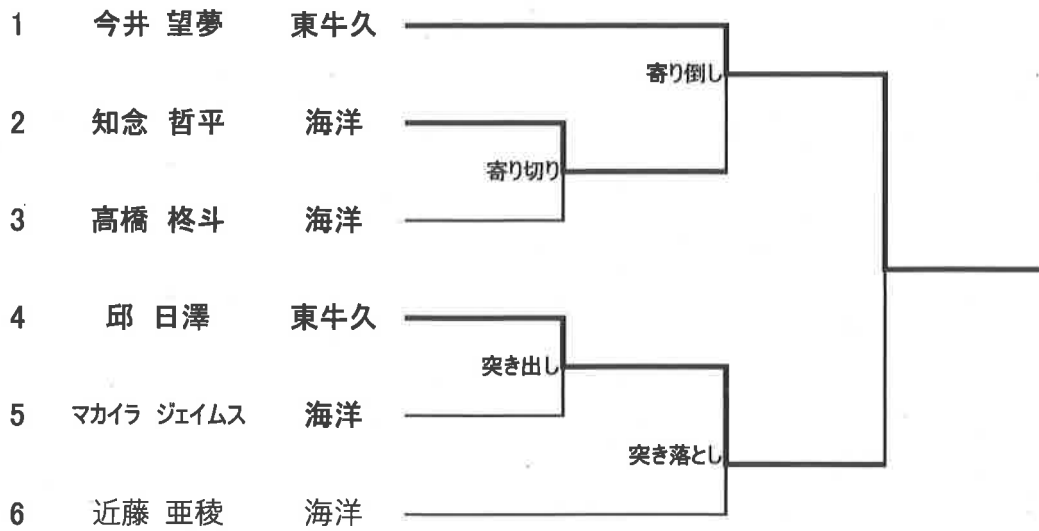 1 今井 望夢 東牛久
寄り倒し
2 知念 哲平 海洋
寄り切り
3 高橋 柊斗 海洋
4 邱 日澤 東牛久
突き出し
5 マカイラ ジェイムス 海洋
突き落とし
6 近藤 亜稜 海洋